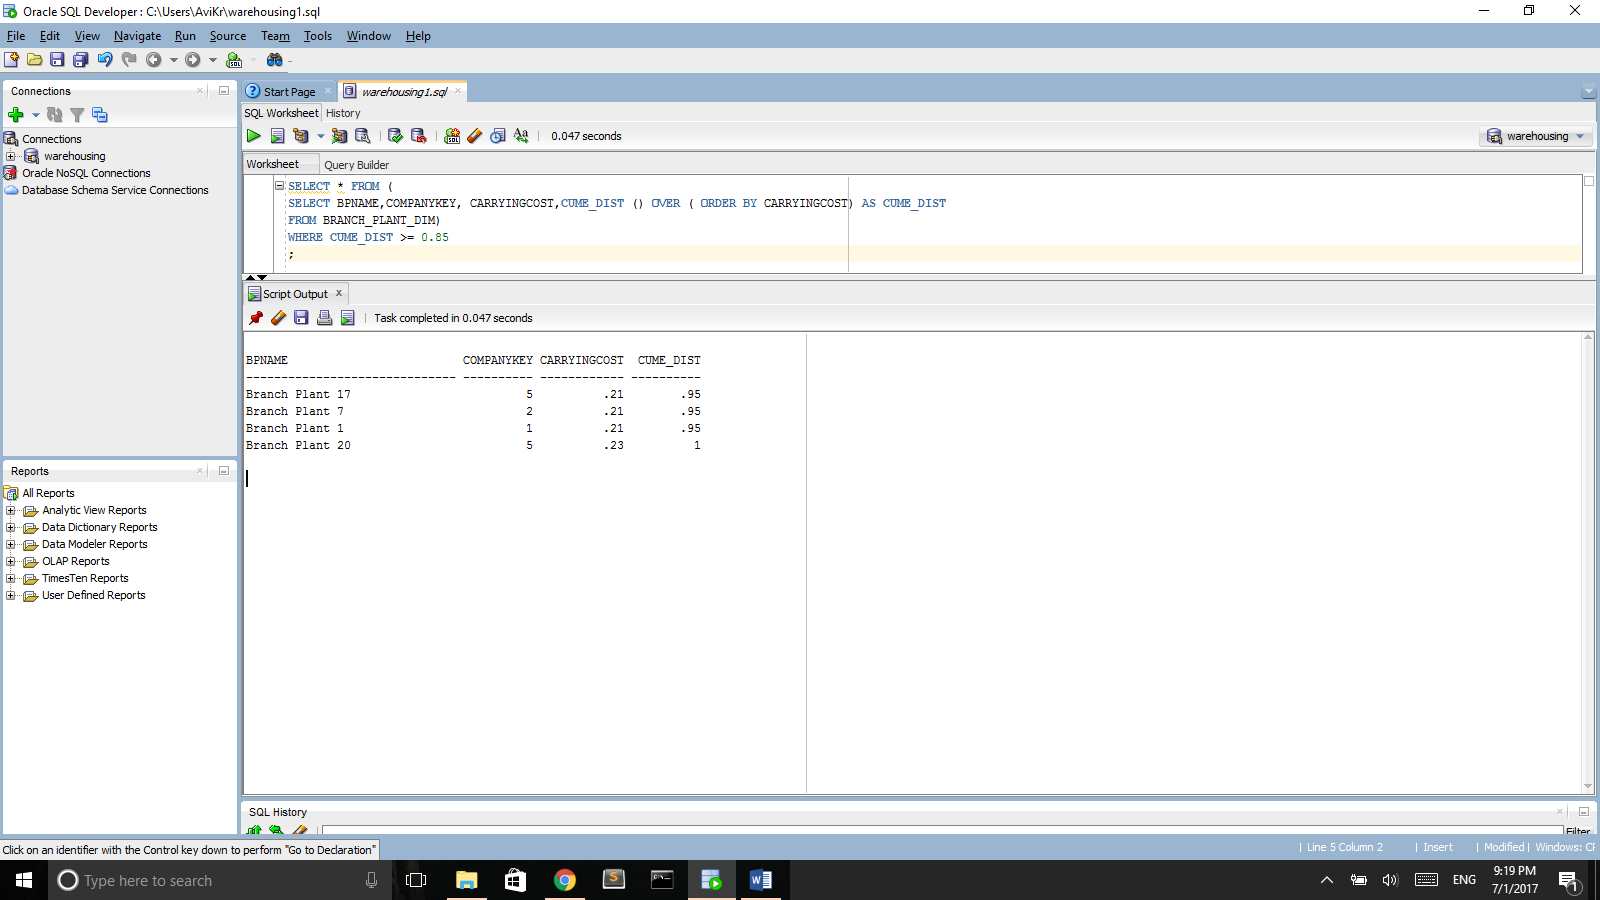 Oracle SQL Developer : C:\Users\AviKr\warehousing1.sql
File Edit View Navigate Run Source Team Tools Window Help
Connections
Connections
warehousing
Oracle NoSQL Connections
Database Schema Service Connections
Reports
All Reports
Analytic View Reports
Data Dictionary Reports
Data Modeler Reports
OLAP Reports
TimesTen Reports
User Defined Reports
Start Page warehousing1.sql
SQL Worksheet History
0.047 seconds
warehousing
Worksheet Query Builder
SELECT * FROM (
SELECT BPNAME,COMPANYKEY, CARRYINGCOST,CUME_DIST () OVER ( ORDER BY CARRYINGCOST) AS CUME_DIST
FROM BRANCH_PLANT_DIM)
WHERE CUME_DIST >= 0.85
;
Script Output
Task completed in 0.047 seconds
BPNAME COMPANYKEY CARRYINGCOST CUME_DIST
------------------------------ ---------- ------------ ----------
Branch Plant 17 5 .21 .95
Branch Plant 7 2 .21 .95
Branch Plant 1 1 .21 .95
Branch Plant 20 5 .23 1
SQL History
Filter
Click on an identifier with the Control key down to perform "Go to Declaration"
| Line 5 Column 2 | Insert | Modified | Windows: CF
Type here to search
ENG
9:19 PM
7/1/2017
1